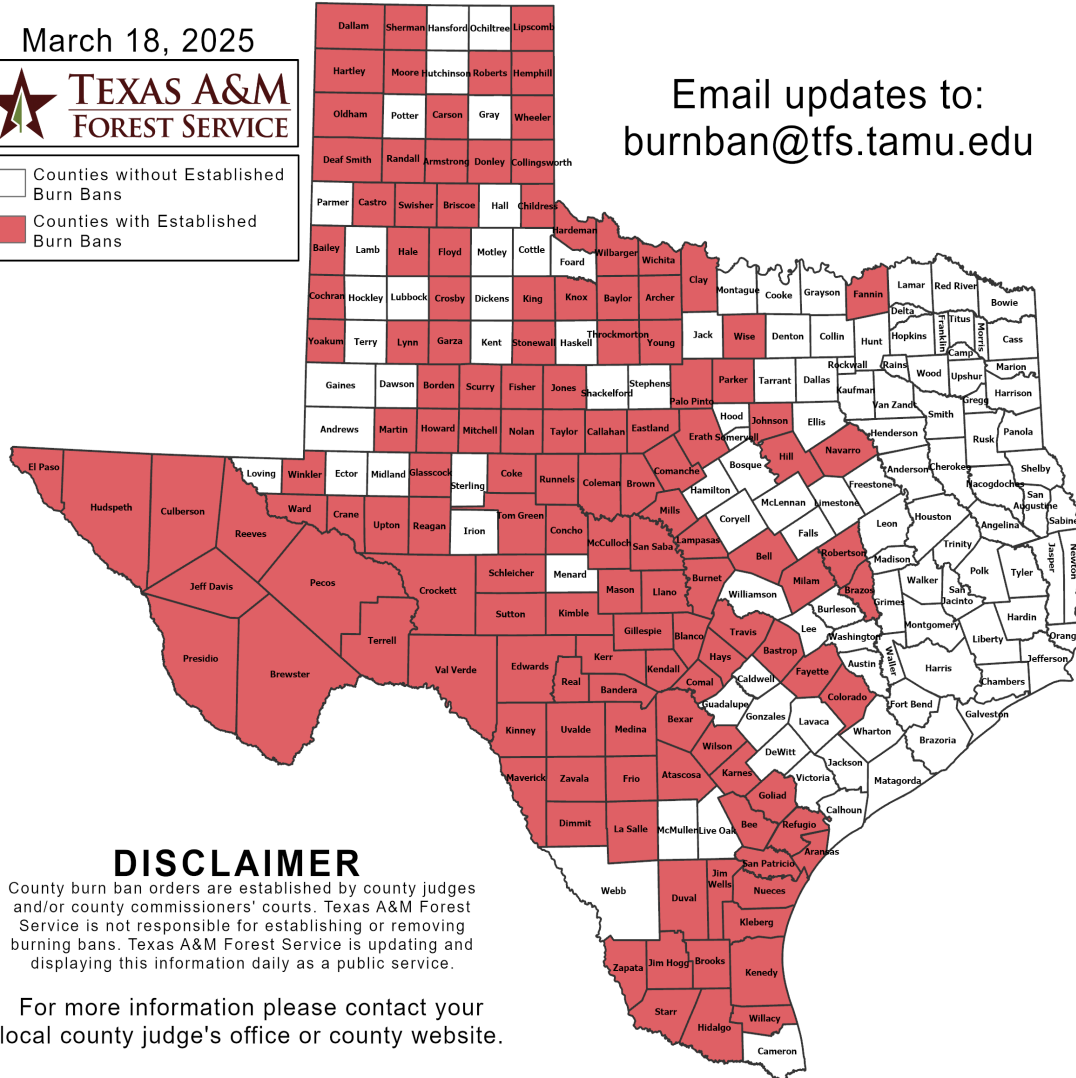 March 18, 2025
TEXAS A&M
FOREST SERVICE
Counties without Established
Burn Bans
Counties with Established
Burn Bans
Email updates to:
burnban@tfs.tamu.edu
Dallam Sherman Hansford Ochiltree Lipscomb
Hartley Moore Hutchinson Roberts Hemphill
Oldham Potter Carson Gray Wheeler
Deaf Smith Randall Armstrong Donley Collingsworth
Parmer Castro Swisher Briscoe Hall Childress
Hardeman
Bailey Lamb Hale Floyd Motley Cottle Foard Wilbarger Wichita Clay Montague Cooke Grayson Fannin Lamar Red River Bowie
Cochran Hockley Lubbock Crosby Dickens King Knox Baylor Archer
Delta Titus Franklin Morris
Yoakum Terry Lynn Garza Kent Stonewall Haskell Throckmorton Young Jack Wise Denton Collin Hunt Hopkins Camp Cass
Gaines Dawson Borden Scurry Fisher Jones Shackelford Stephens Palo Pinto Parker Tarrant Dallas Rockwall Kaufman Rains Wood Upshur Marion
Van Zandt Gregg Harrison
Andrews Martin Howard Mitchell Nolan Taylor Callahan Eastland Erath Hood Somervell Johnson Ellis Henderson Smith Rusk Panola
El Paso Hudspeth Culberson Loving Winkler Ector Midland Glasscock Sterling Coke Runnels Coleman Brown Comanche Hamilton Bosque Hill Navarro Anderson Cherokee Shelby
Nacogdoches San
Augustine Sabine
Reeves Ward Crane Upton Reagan Irion Tom Green Concho McCulloch San Saba Mills Lampasas Coryell McLennan Limestone Freestone Leon Houston Angelina
Falls Trinity
Jeff Davis Pecos Crockett Schleicher Menard Mason Llano Burnet Bell Milam Robertson Brazos Madison Walker Polk Tyler Jasper Newton
Sutton Kimble Williamson Burleson Grimes San
Jacinto
Presidio Brewster Terrell Val Verde Edwards Gillespie Blanco Travis Lee Washington Montgomery Liberty Hardin Orang
Real Kerr Kendall Hays Bastrop Fayette Austin Waller Harris Jefferson
Bandera Comal Caldwell Colorado Chambers
Kinney Uvalde Medina Bexar Guadalupe Gonzales Lavaca Wharton Fort Bend Galveston
Brazoria
Maverick Zavala Frio Atascosa Wilson Karnes DeWitt Jackson Matagorda
Victoria
Dimmit La Salle McMullen Live Oak Bee Goliad Refugio Calhoun
Aransas
San Patricio
Webb Duval Jim
Wells Nueces
Kleberg
Zapata Jim Hogg Brooks Kenedy
Starr Hidalgo Willacy
Cameron
DISCLAIMER
County burn ban orders are established by county judges
and/or county commissioners' courts. Texas A&M Forest
Service is not responsible for establishing or removing
burning bans. Texas A&M Forest Service is updating and
displaying this information daily as a public service.
For more information please contact your
local county judge's office or county website.